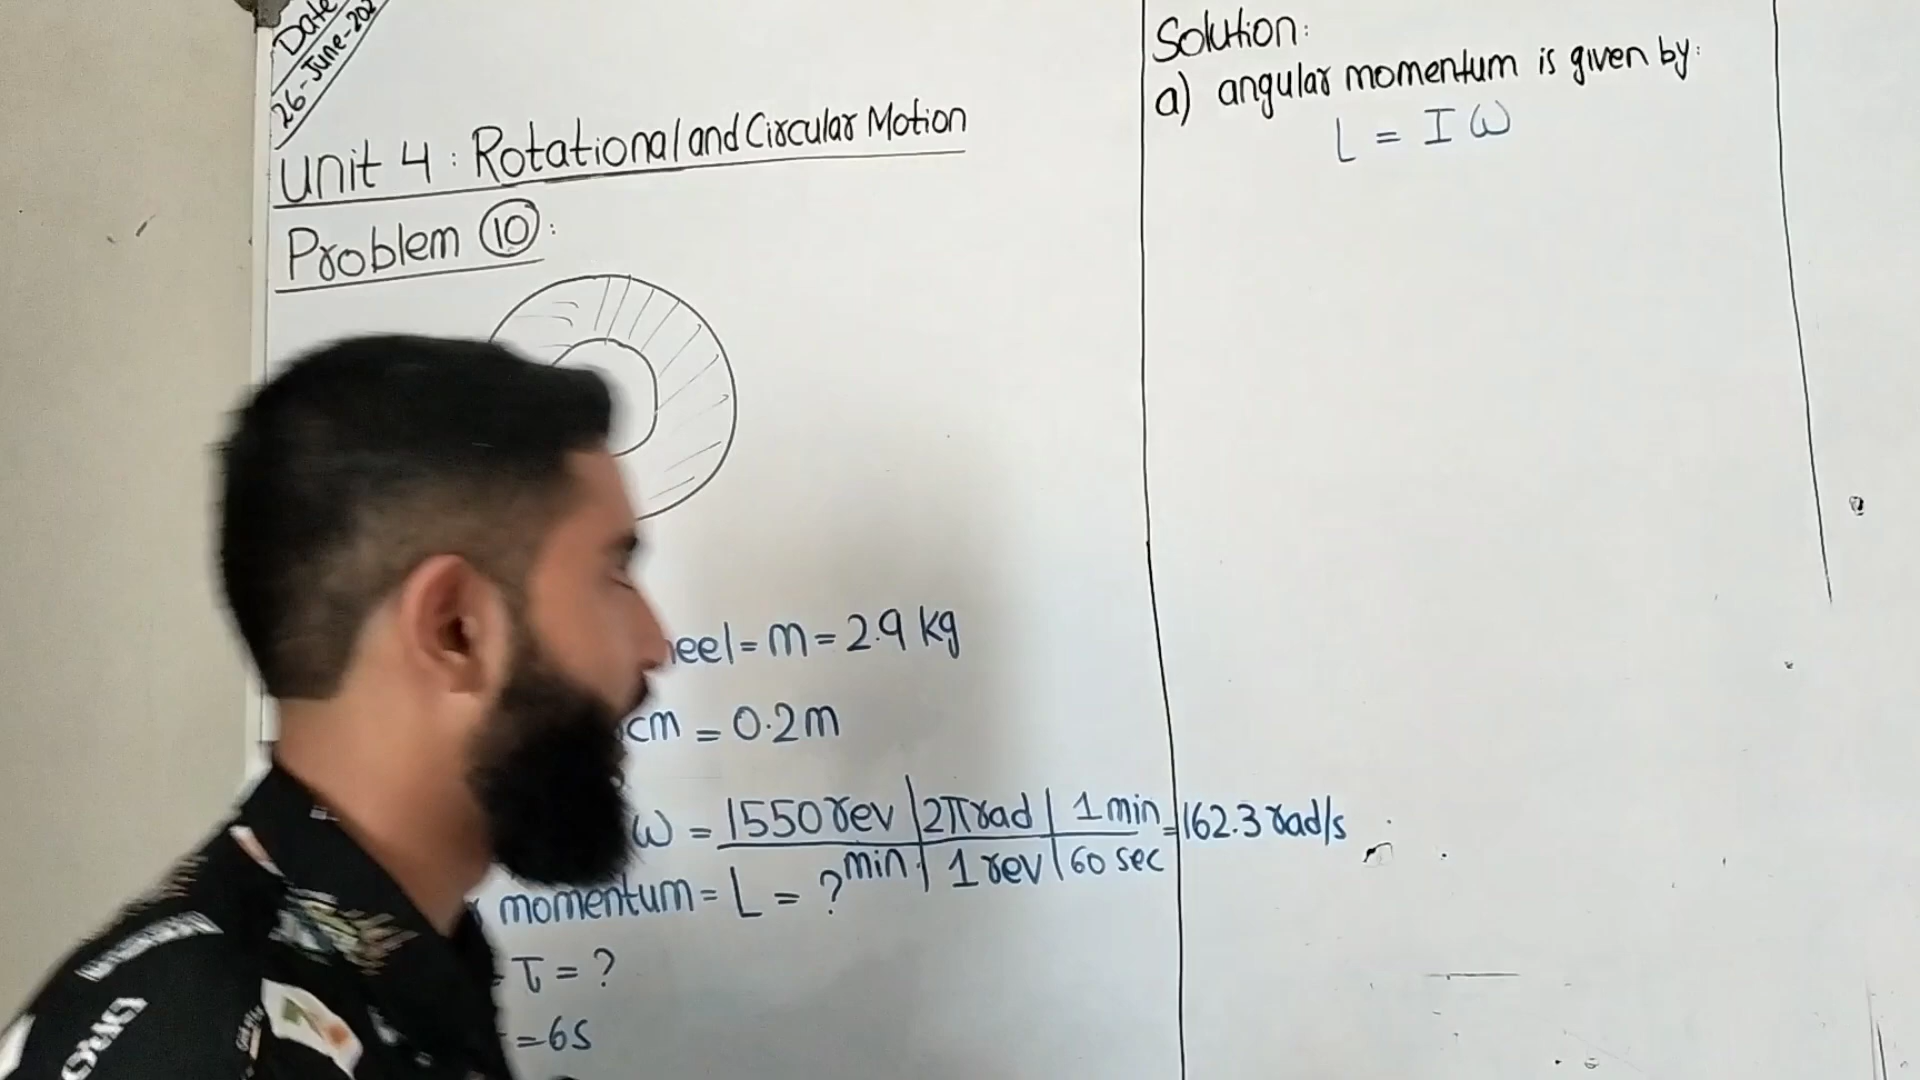 Date
26-June-202
Unit 4: Rotational and Circular Motion
Problem 10:
eel = m = 2.9 kg
cm = 0.2m
ω = 1550 rev | 2π rad | 1 min = 162.3 rad/s
min | 1 rev | 60 sec
momentum = L = ?
τ = ?
= 6s
Solution:
a) angular momentum is given by:
L = I ω